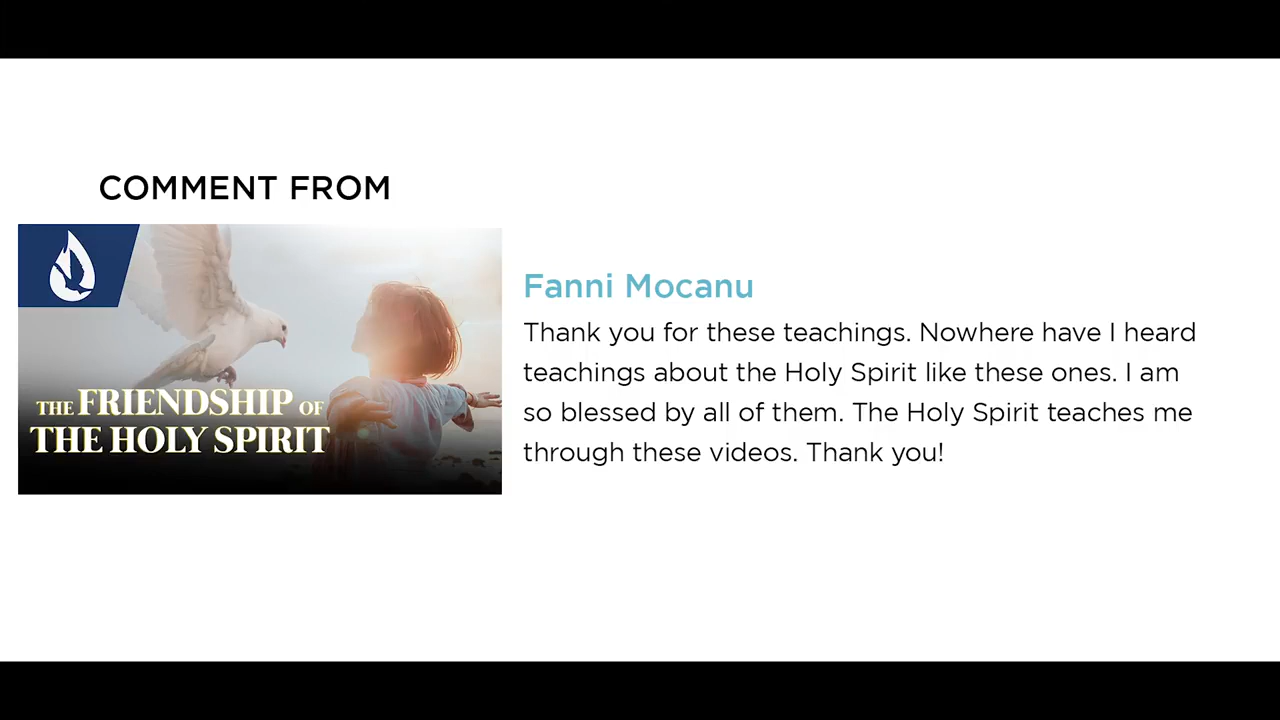 COMMENT FROM
THE FRIENDSHIP OF
THE HOLY SPIRIT
Fanni Mocanu
Thank you for these teachings. Nowhere have I heard
teachings about the Holy Spirit like these ones. I am
so blessed by all of them. The Holy Spirit teaches me
through these videos. Thank you!